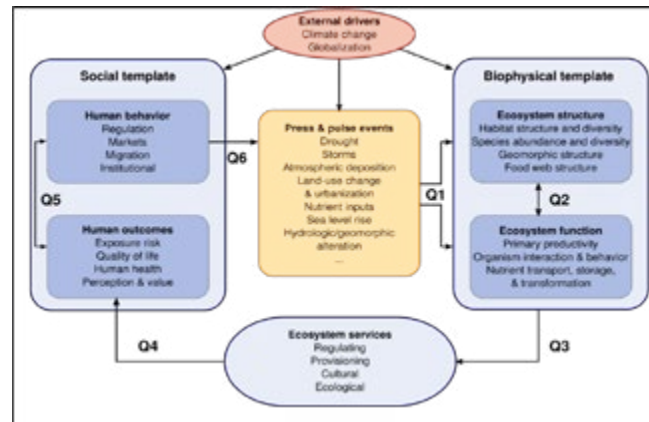 External drivers
Climate change
Globalization
Social template
Human behavior
Regulation
Markets
Migration
Institutional
Q5
Human outcomes
Exposure risk
Quality of life
Human health
Perception & value
Q6
Press & pulse events
Drought
Storms
Atmospheric deposition
Land-use change
& urbanization
Nutrient inputs
Sea level rise
Hydrologic/geomorphic
alteration
...
Q1
Biophysical template
Ecosystem structure
Habitat structure and diversity
Species abundance and diversity
Geomorphic structure
Food web structure
Q2
Ecosystem function
Primary productivity
Organism interaction & behavior
Nutrient transport, storage,
& transformation
Q4
Ecosystem services
Regulating
Provisioning
Cultural
Ecological
Q3